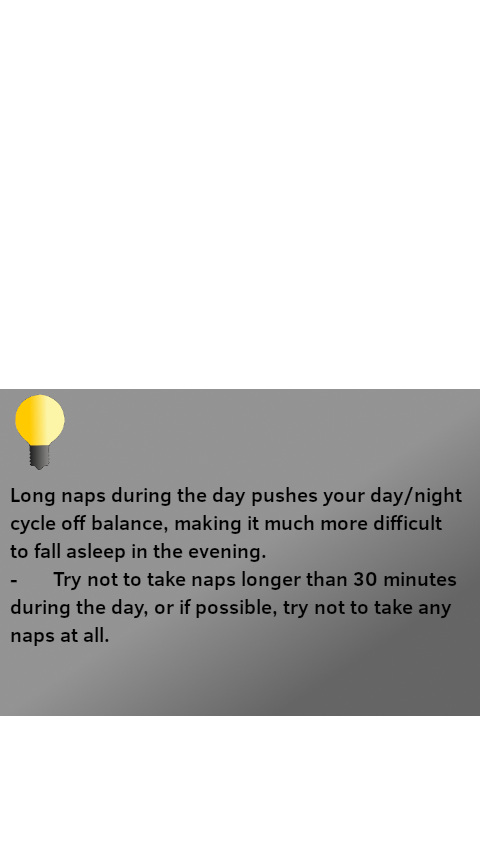 Long naps during the day pushes your day/night
cycle off balance, making it much more difficult
to fall asleep in the evening.
- Try not to take naps longer than 30 minutes
during the day, or if possible, try not to take any
naps at all.